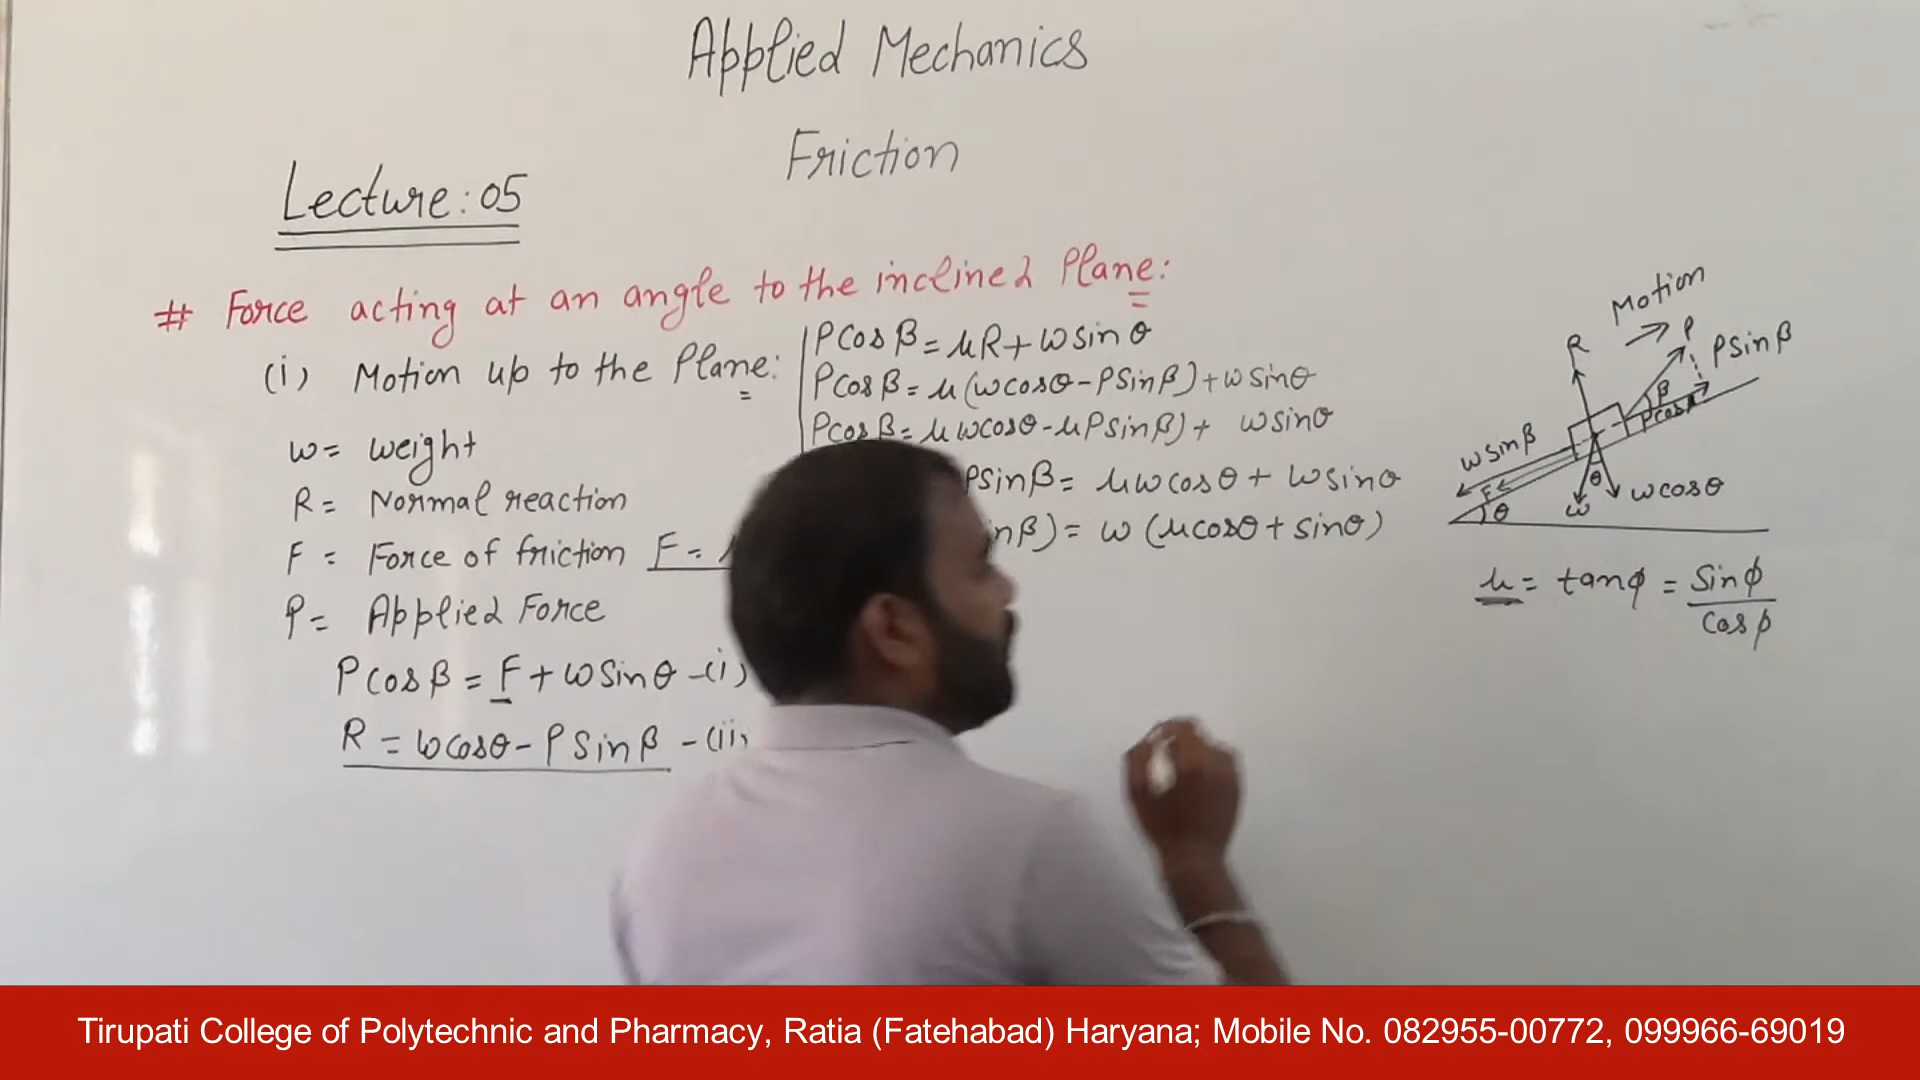 Applied Mechanics
Friction
Lecture: 05
# Force acting at an angle to the inclined Plane:
(i) Motion up to the Plane:
w = weight
R = Normal reaction
F = Force of friction F =
P = Applied Force
P cos β = F + w sin θ -(i)
R = w cos θ - P sin β -(ii)
P cos β = μR + w sin θ
P cos β = μ (w cos θ - P sin β) + w sin θ
P cos β = μ w cos θ - μ P sin β) + w sin θ
P sin β = μ w cos θ + w sin θ
in β) = w (μ cos θ + sin θ)
Motion
R
P
P sin β
β
P cos
w sin β
F
θ
θ
w
w cos θ
μ = tan φ = Sin φ / Cos φ
Tirupati College of Polytechnic and Pharmacy, Ratia (Fatehabad) Haryana; Mobile No. 082955-00772, 099966-69019